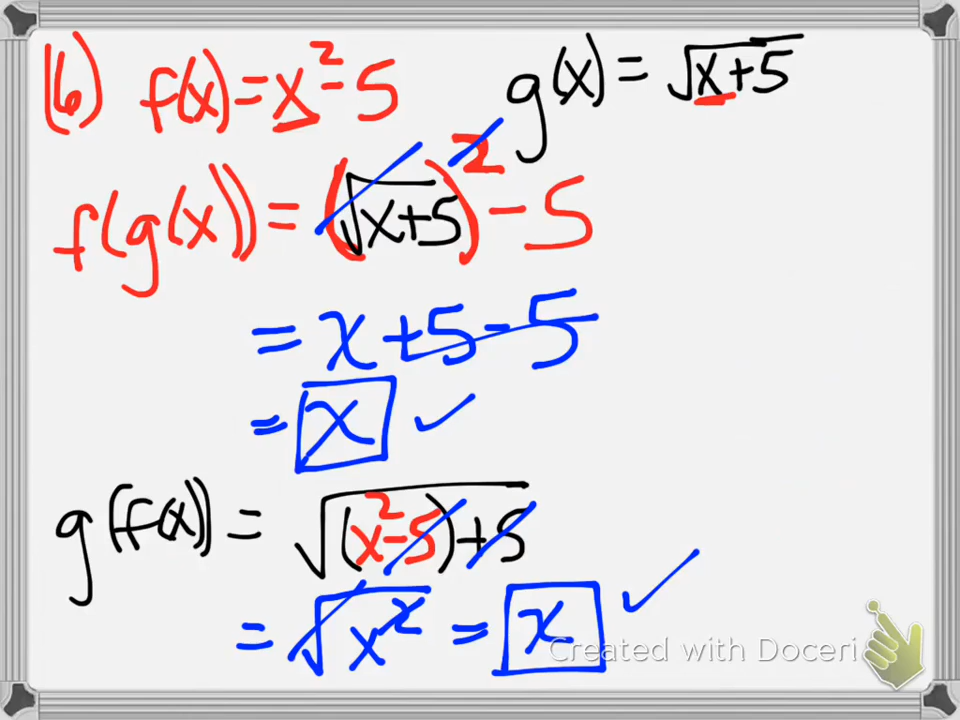 (6) f(x) = x² - 5 g(x) = √(x+5)
f(g(x)) = (√(x+5))² - 5
= x + 5 - 5
= x ✓
g(f(x)) = √((x² - 5) + 5)
= √(x²) = x ✓
Created with Doceri